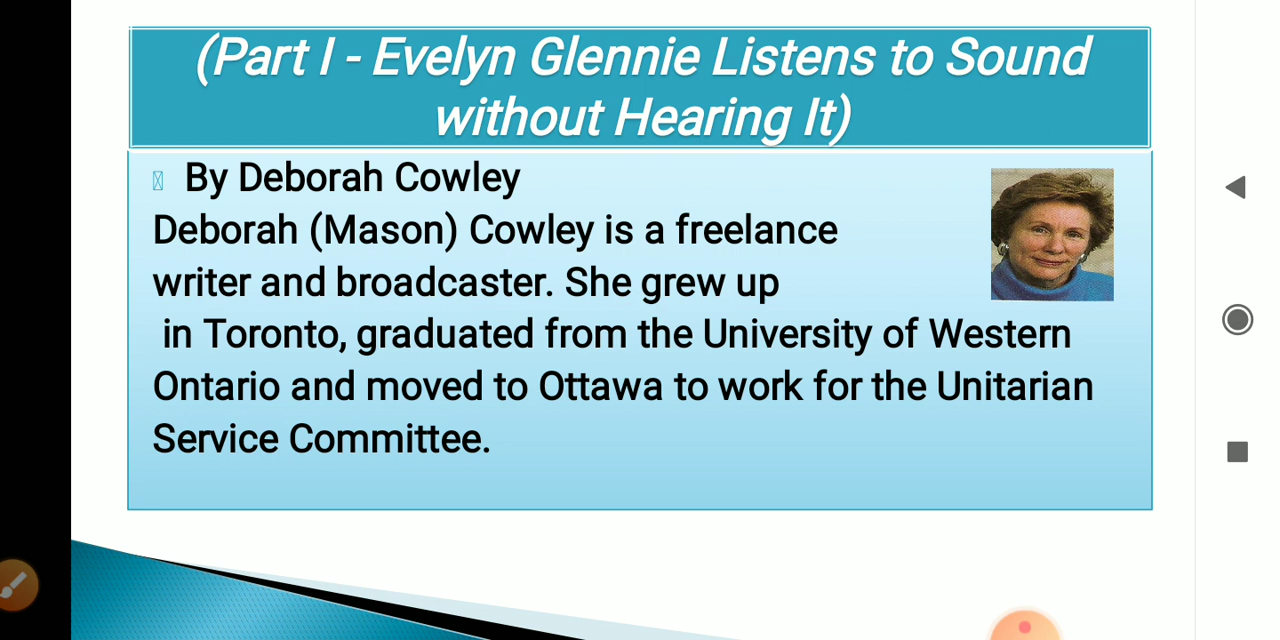 (Part I - Evelyn Glennie Listens to Sound
without Hearing It)
By Deborah Cowley
Deborah (Mason) Cowley is a freelance
writer and broadcaster. She grew up
in Toronto, graduated from the University of Western
Ontario and moved to Ottawa to work for the Unitarian
Service Committee.